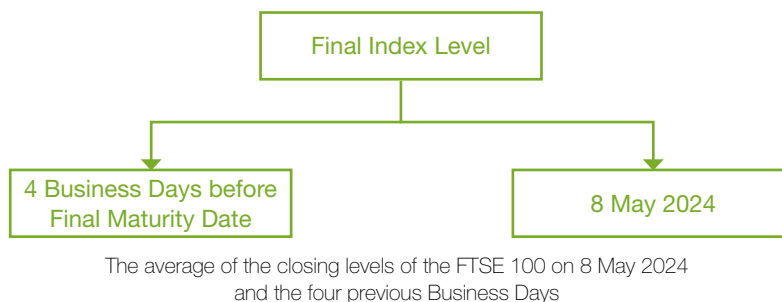 Final Index Level
4 Business Days before
Final Maturity Date
8 May 2024
The average of the closing levels of the FTSE 100 on 8 May 2024
and the four previous Business Days